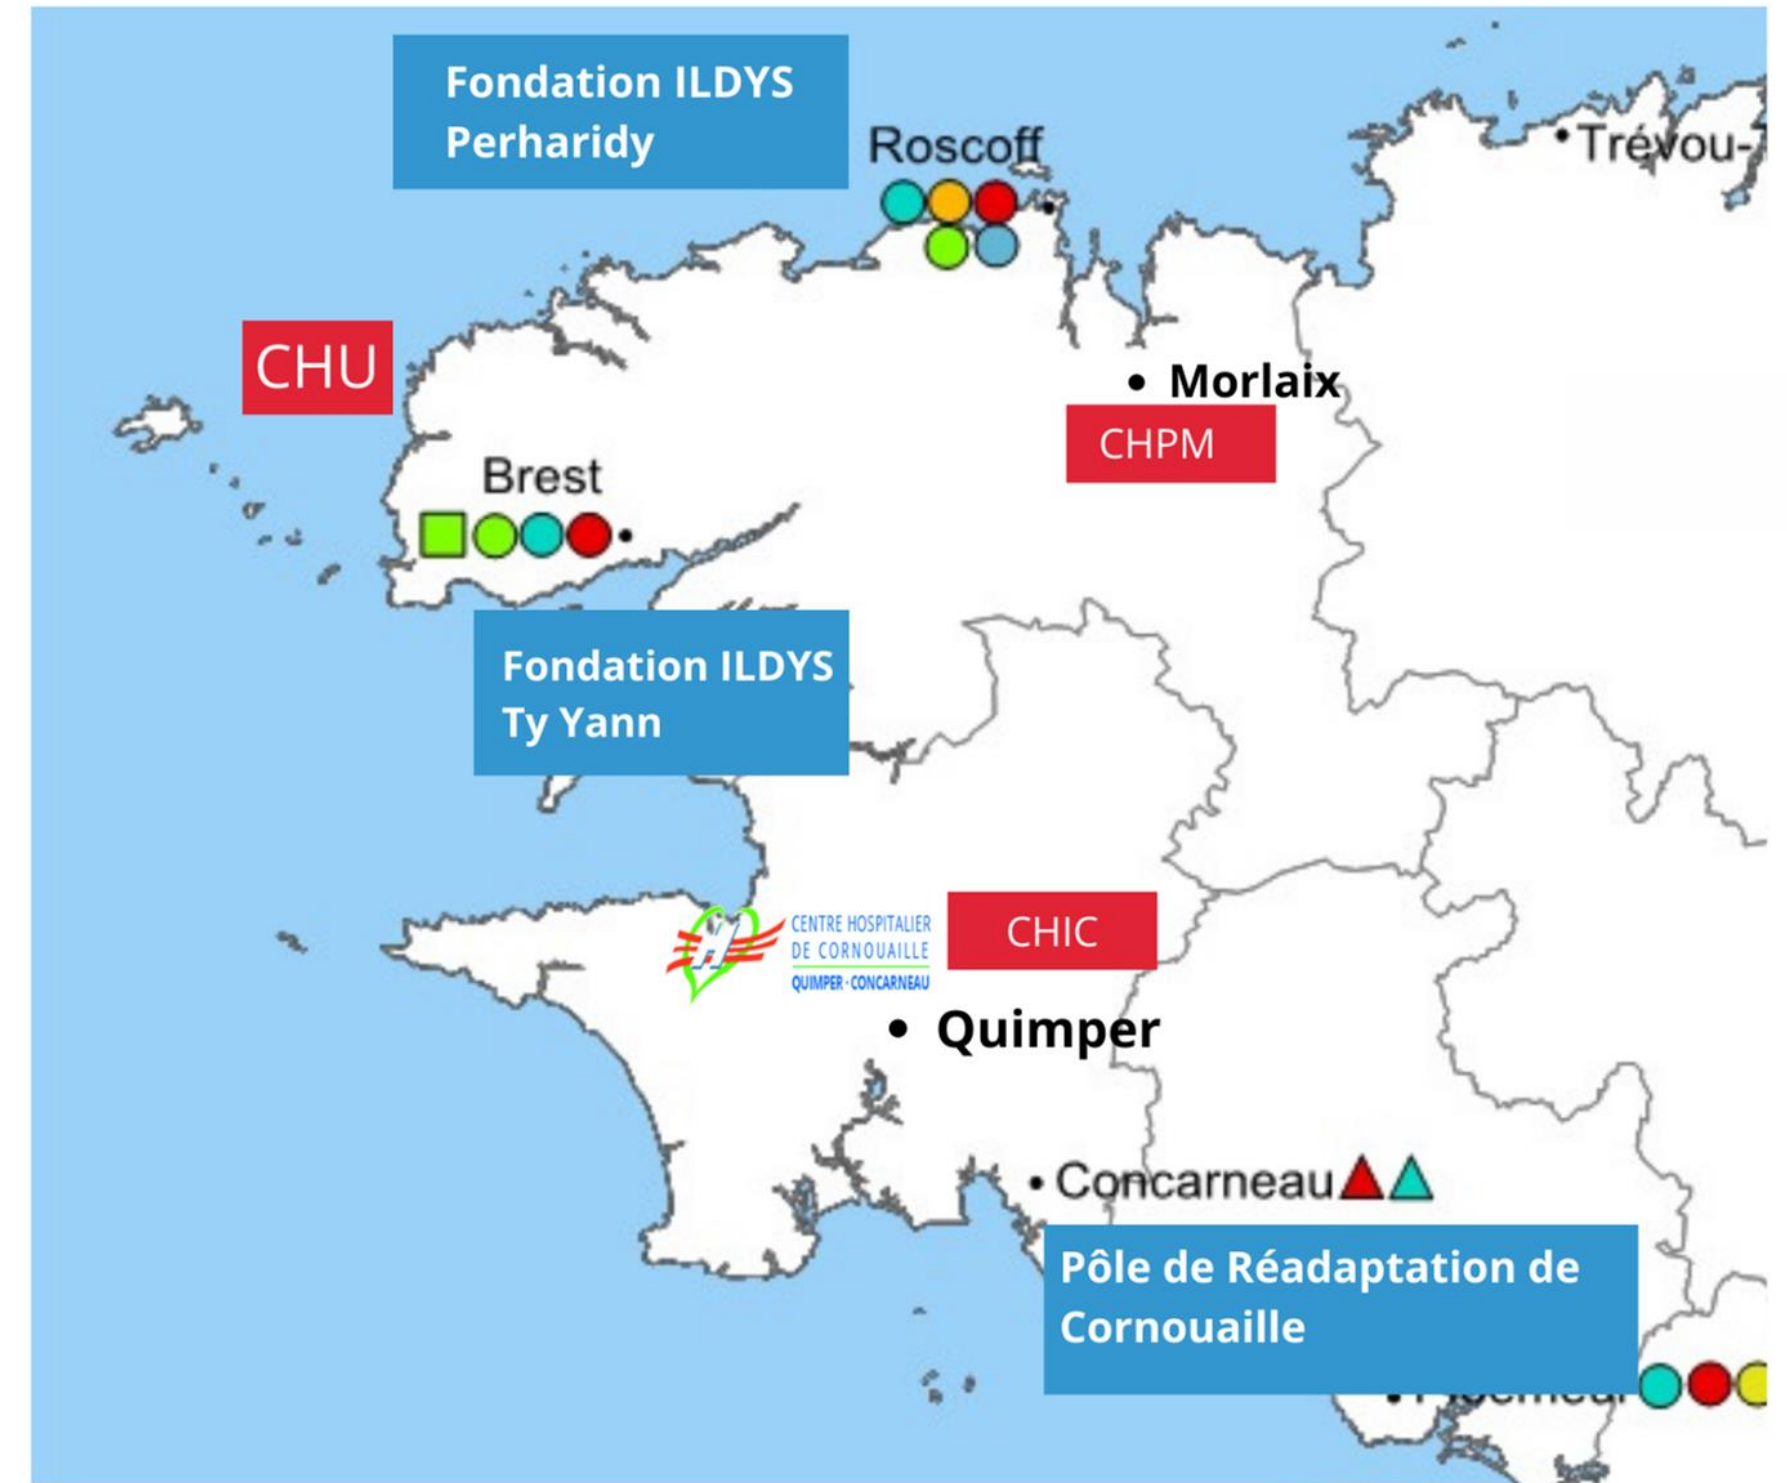 Fondation ILDYS
Perharidy
Roscoff
Trévou-
CHU
Morlaix
CHPM
Brest
Fondation ILDYS
Ty Yann
CENTRE HOSPITALIER
DE CORNOUAILLE
QUIMPER · CONCARNEAU
CHIC
Quimper
Concarneau
Pôle de Réadaptation de
Cornouaille